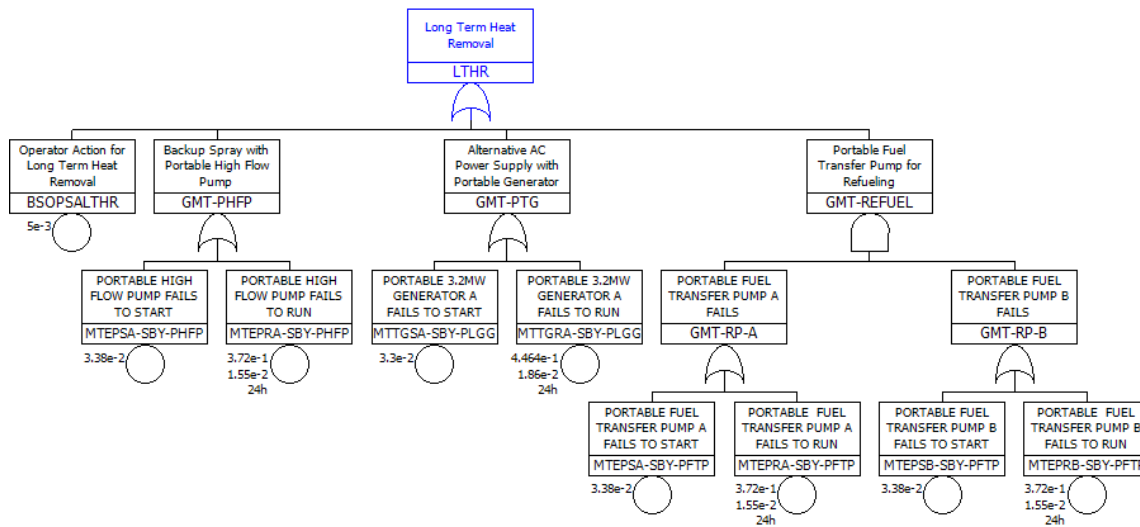 Long Term Heat
Removal
LTHR
Operator Action for
Long Term Heat
Removal
BSOPSALTHR
5e-3
Backup Spray with
Portable High Flow
Pump
GMT-PHFP
Alternative AC
Power Supply with
Portable Generator
GMT-PTG
Portable Fuel
Transfer Pump for
Refueling
GMT-REFUEL
PORTABLE HIGH
FLOW PUMP FAILS
TO START
MTEPSA-SBY-PHFP
3.38e-2
PORTABLE HIGH
FLOW PUMP FAILS
TO RUN
MTEPRA-SBY-PHFP
3.72e-1
1.55e-2
24h
PORTABLE 3.2MW
GENERATOR A
FAILS TO START
MTTGSA-SBY-PLGG
3.3e-2
PORTABLE 3.2MW
GENERATOR A
FAILS TO RUN
MTTGRA-SBY-PLGG
4.464e-1
1.86e-2
24h
PORTABLE FUEL
TRANSFER PUMP A
FAILS
GMT-RP-A
PORTABLE FUEL
TRANSFER PUMP B
FAILS
GMT-RP-B
PORTABLE FUEL
TRANSFER PUMP A
FAILS TO START
MTEPSA-SBY-PFTP
3.38e-2
PORTABLE FUEL
TRANSFER PUMP A
FAILS TO RUN
MTEPRA-SBY-PFTP
3.72e-1
1.55e-2
24h
PORTABLE FUEL
TRANSFER PUMP B
FAILS TO START
MTEPSB-SBY-PFTP
3.38e-2
PORTABLE FUEL
TRANSFER PUMP B
FAILS TO RUN
MTEPRB-SBY-PFTP
3.72e-1
1.55e-2
24h